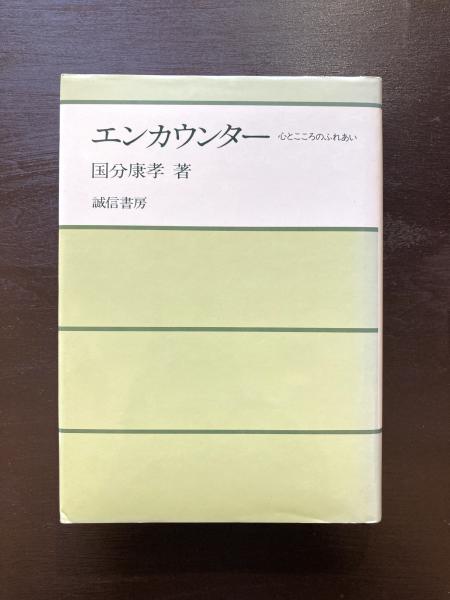 エンカウンター 心とこころのふれあい
国分康孝 著
誠信書房